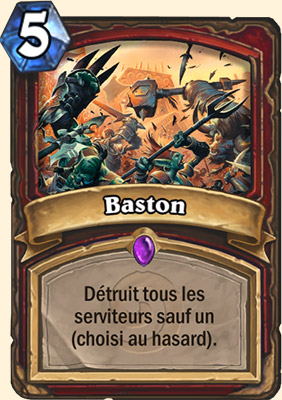 5
Baston
Détruit tous les
serviteurs sauf un
(choisi au hasard).